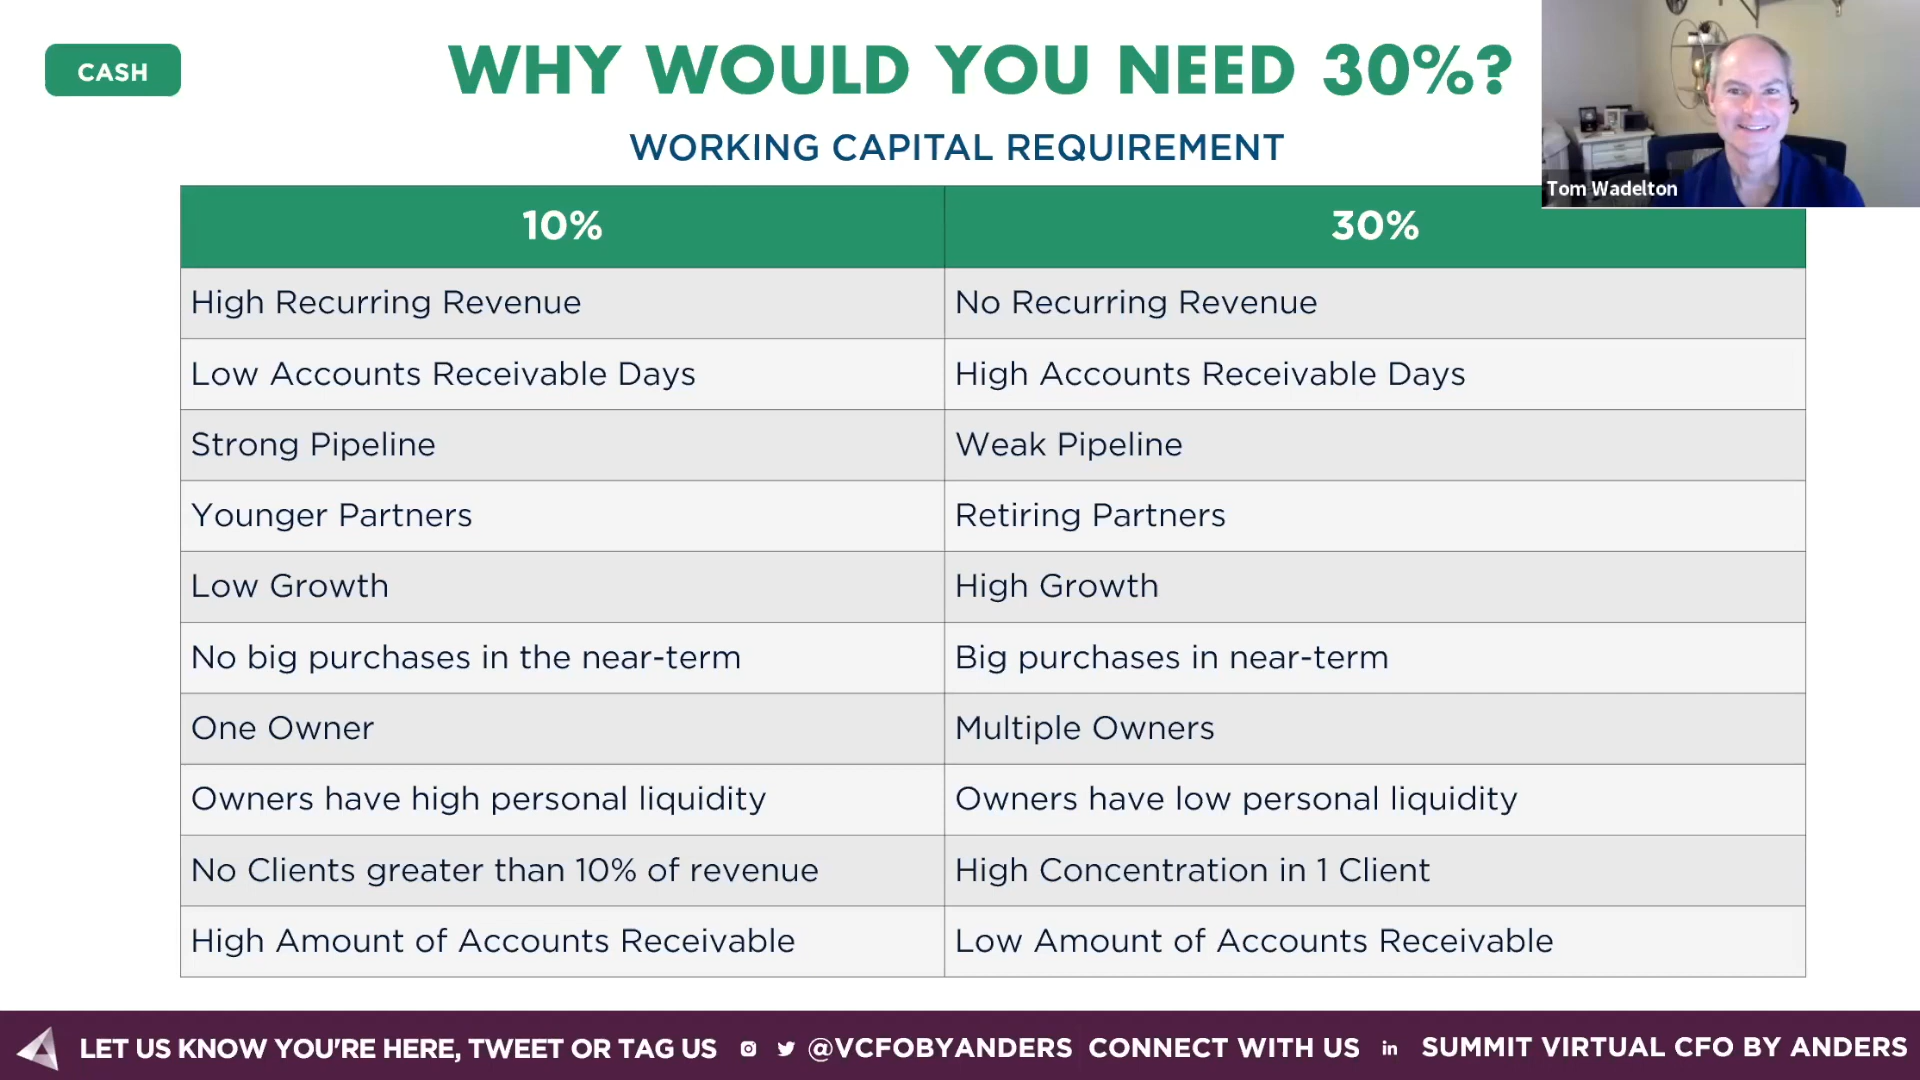 CASH
WHY WOULD YOU NEED 30%?
WORKING CAPITAL REQUIREMENT
Tom Wadelton
10% 30%
High Recurring Revenue No Recurring Revenue
Low Accounts Receivable Days High Accounts Receivable Days
Strong Pipeline Weak Pipeline
Younger Partners Retiring Partners
Low Growth High Growth
No big purchases in the near-term Big purchases in near-term
One Owner Multiple Owners
Owners have high personal liquidity Owners have low personal liquidity
No Clients greater than 10% of revenue High Concentration in 1 Client
High Amount of Accounts Receivable Low Amount of Accounts Receivable
LET US KNOW YOU'RE HERE, TWEET OR TAG US @VCFOBYANDERS CONNECT WITH US in SUMMIT VIRTUAL CFO BY ANDERS